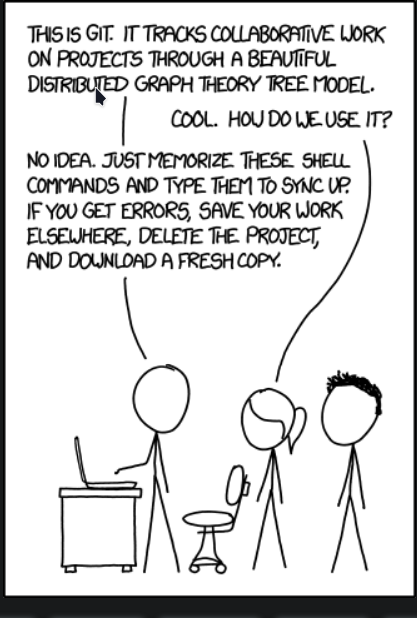 THIS IS GIT. IT TRACKS COLLABORATIVE WORK
ON PROJECTS THROUGH A BEAUTIFUL
DISTRIBUTED GRAPH THEORY TREE MODEL.
COOL. HOW DO WE USE IT?
NO IDEA. JUST MEMORIZE THESE SHELL
COMMANDS AND TYPE THEM TO SYNC UP.
IF YOU GET ERRORS, SAVE YOUR WORK
ELSEWHERE, DELETE THE PROJECT,
AND DOWNLOAD A FRESH COPY.